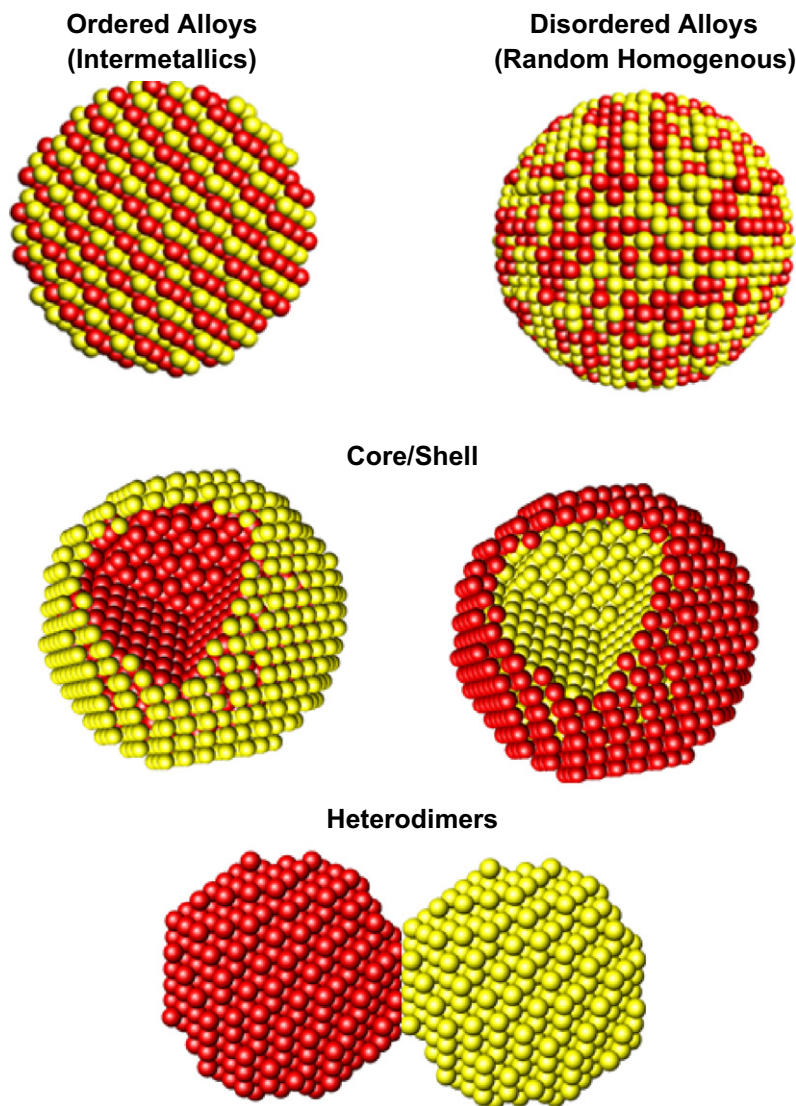 Ordered Alloys
(Intermetallics)
Disordered Alloys
(Random Homogenous)
Core/Shell
Heterodimers